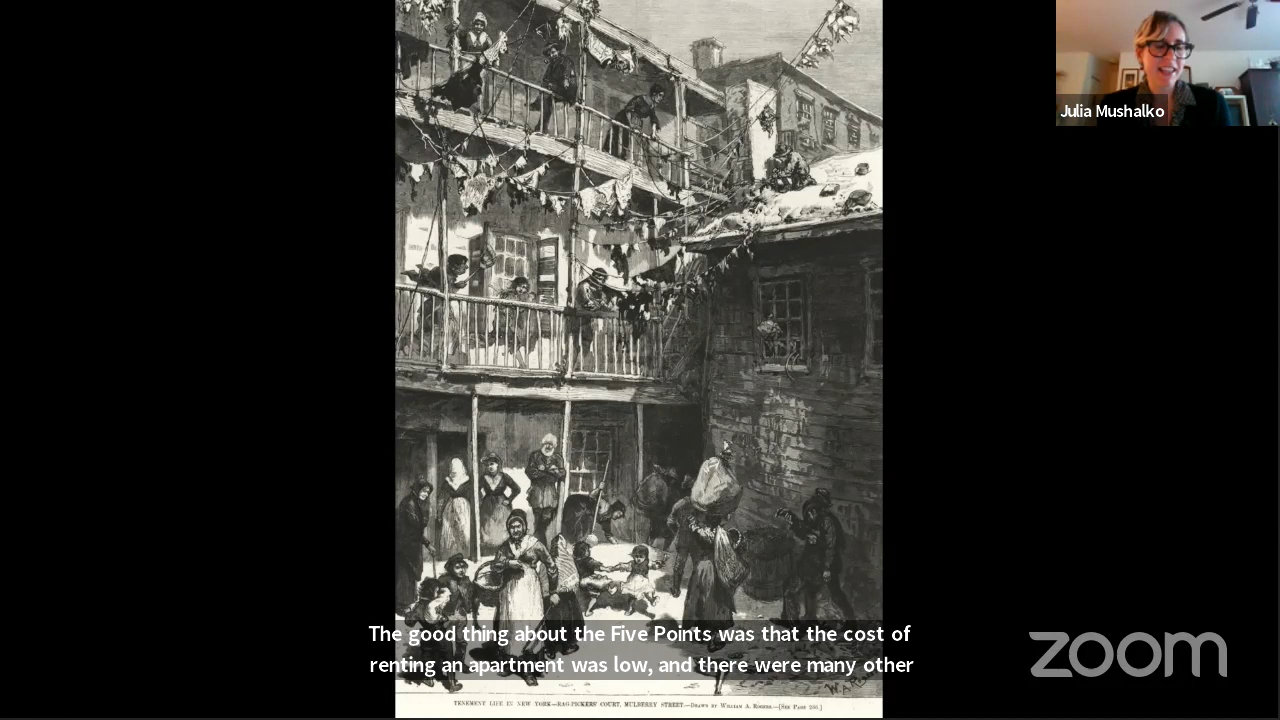 Julia Mushalko
The good thing about the Five Points was that the cost of
renting an apartment was low, and there were many other
zoom
TENEMENT LIFE IN NEW YORK—RAG-PICKERS' COURT, MULBERRY STREET.—Drawn by William A. Rogers.—[See Page